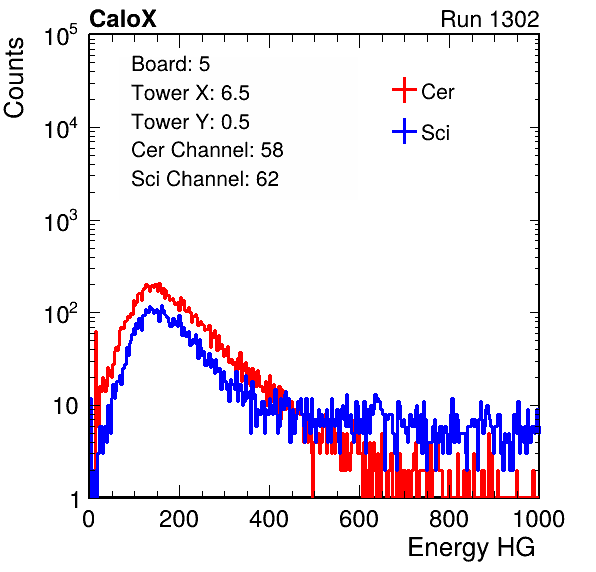 CaloX Run 1302
Counts
Board: 5
Tower X: 6.5
Tower Y: 0.5
Cer Channel: 58
Sci Channel: 62
Cer
Sci
10^5
10^4
10^3
10^2
10
1
0 200 400 600 800 1000
Energy HG